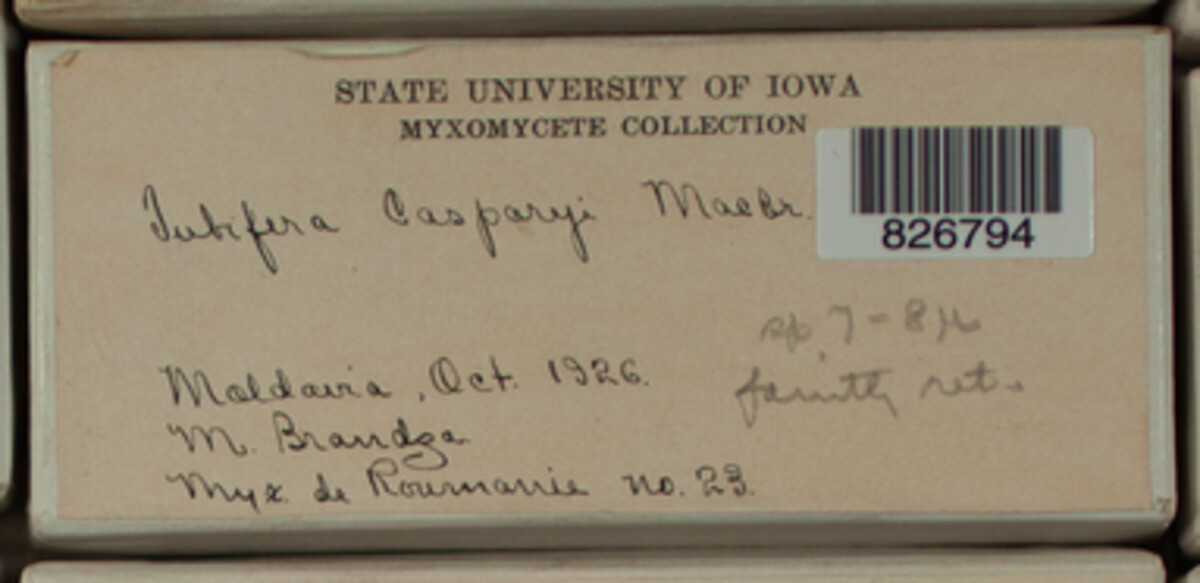 STATE UNIVERSITY OF IOWA
MYXOMYCETE COLLECTION
Tubifera Casparyi Macbr.
826794
sp. 7-8 µ
faintly ret.
Moldavia, Oct. 1926.
M. Brandza
Myx. de Roumanie no. 23.